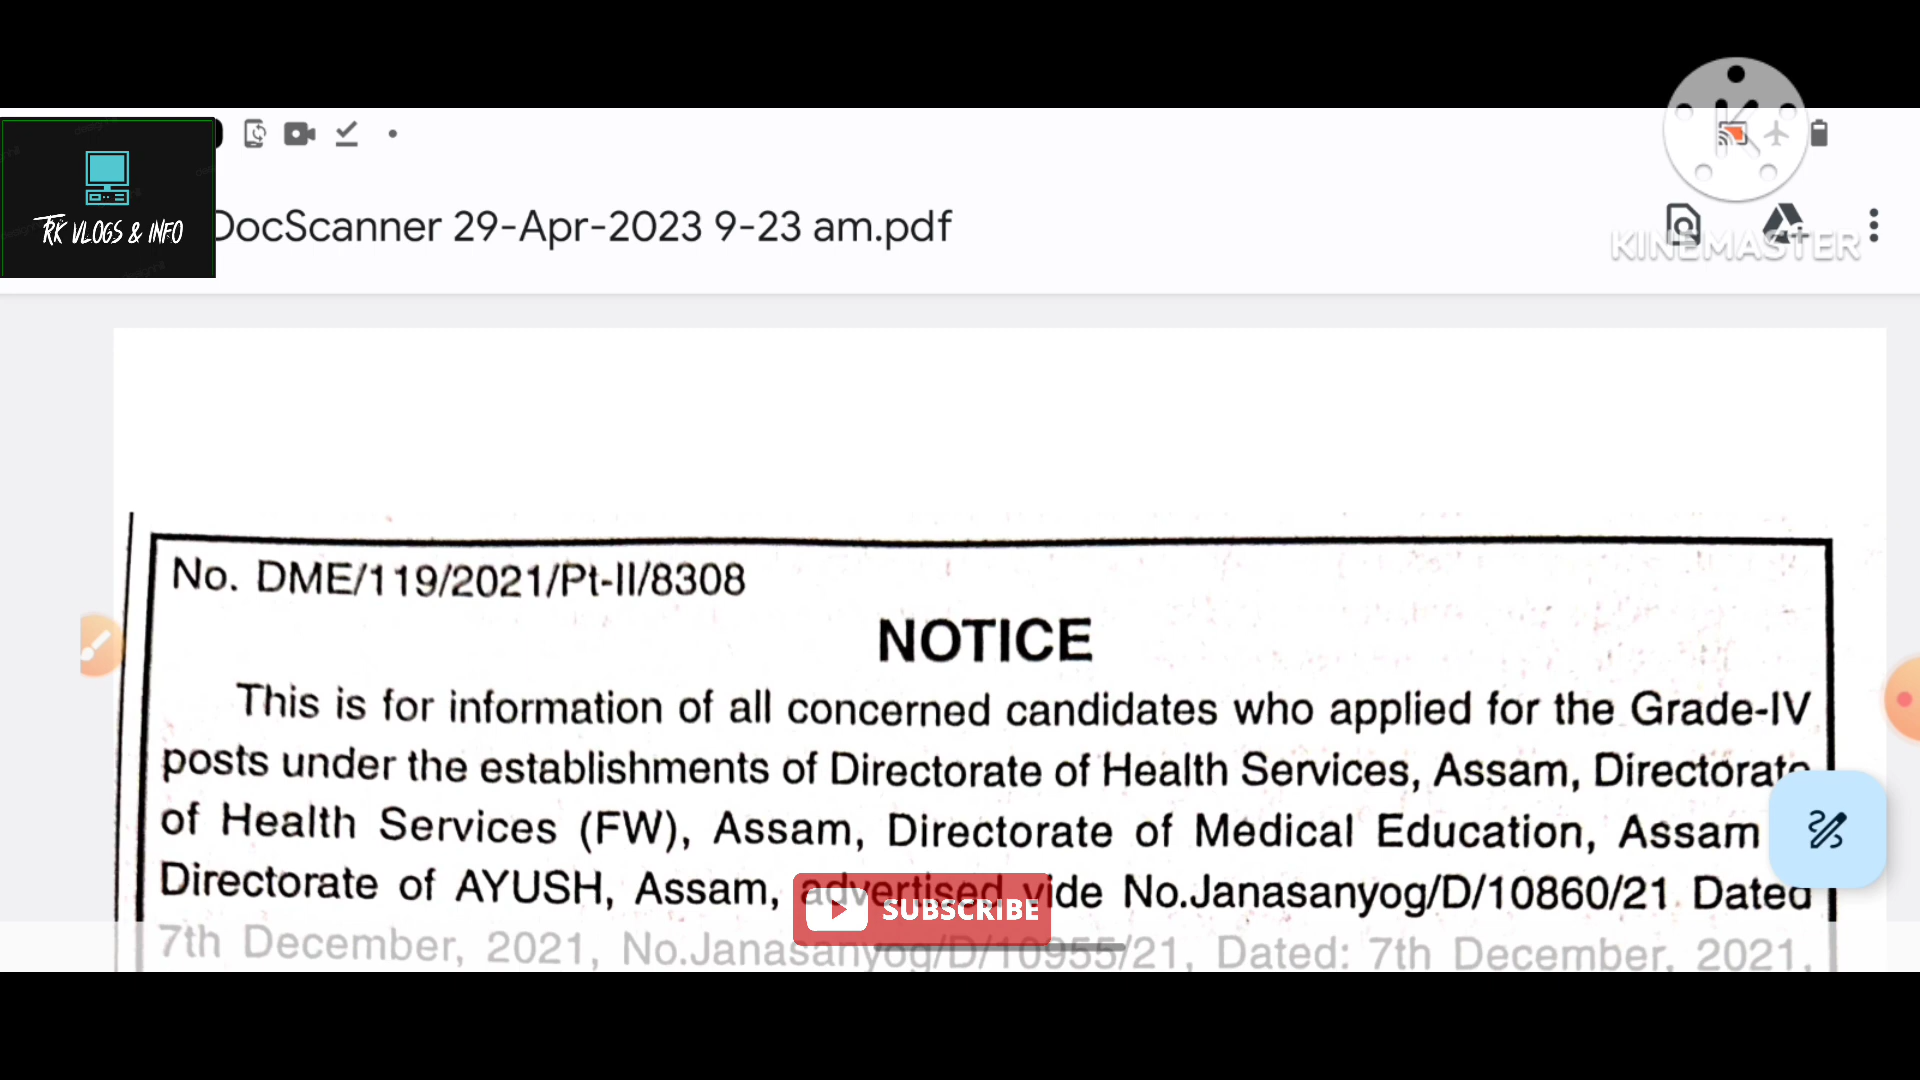 RK VLOGS & INFO
DocScanner 29-Apr-2023 9-23 am.pdf
KINEMASTER
No. DME/119/2021/Pt-II/8308
NOTICE
This is for information of all concerned candidates who applied for the Grade-IV
posts under the establishments of Directorate of Health Services, Assam, Directorate
of Health Services (FW), Assam, Directorate of Medical Education, Assam
Directorate of AYUSH, Assam, advertised vide No.Janasanyog/D/10860/21 Dated
SUBSCRIBE
7th December, 2021, No.Janasanyog/D/10955/21, Dated: 7th December, 2021,